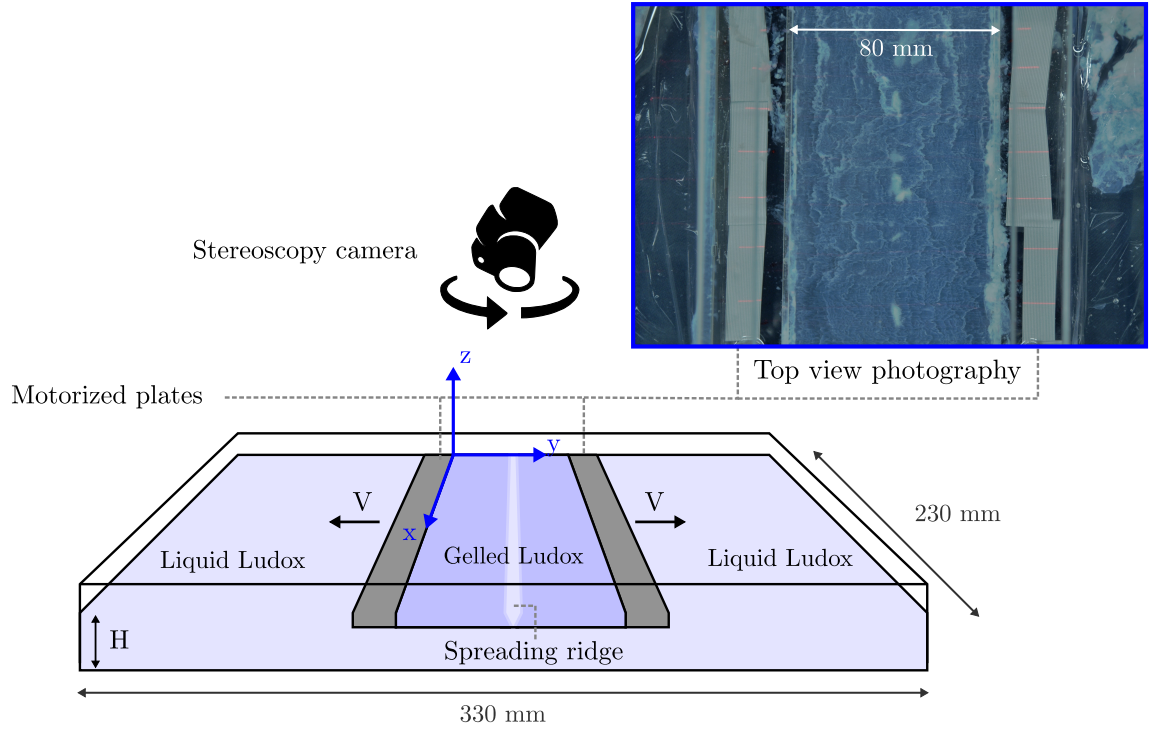 80 mm
Stereoscopy camera
z
Top view photography
Motorized plates
y
V
V
x
230 mm
Liquid Ludox
Gelled Ludox
Liquid Ludox
H
Spreading ridge
330 mm